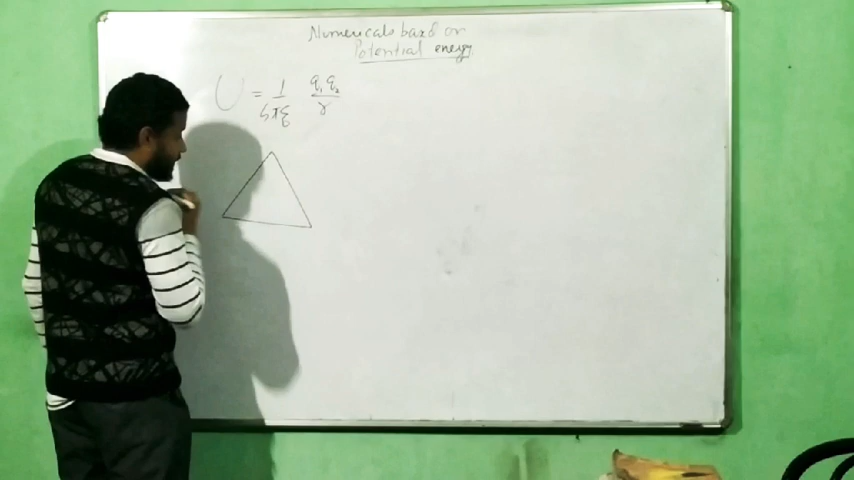 Numericals based on
Potential energy
U = 1/4πε q₁q₂/r